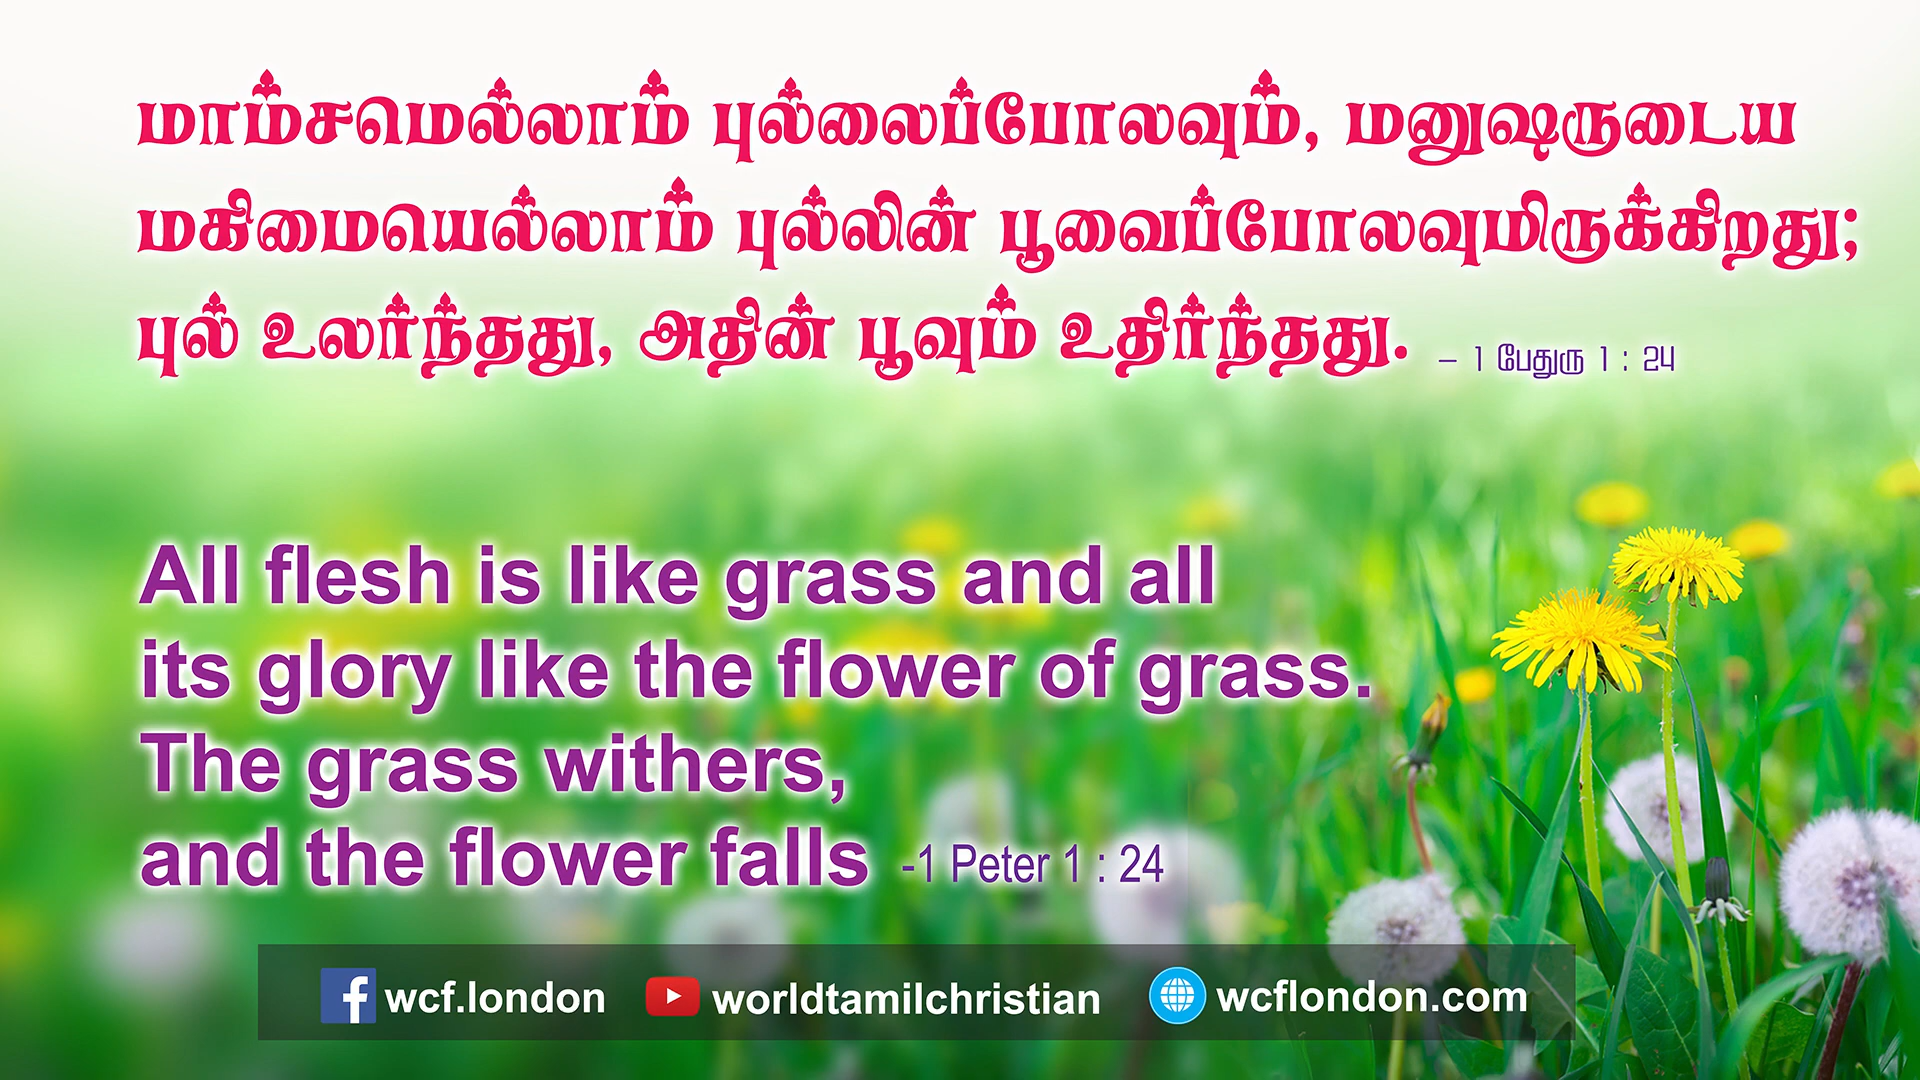 மாம்சமெல்லாம் புல்லைப்போலவும், மனுஷருடைய
மகிமையெல்லாம் புல்லின் பூவைப்போலவுமிருக்கிறது;
புல் உலர்ந்தது, அதின் பூவும் உதிர்ந்தது. – 1 பேதுரு 1 : 24
All flesh is like grass and all
its glory like the flower of grass.
The grass withers,
and the flower falls -1 Peter 1 : 24
wcf.london worldtamilchristian wcflondon.com